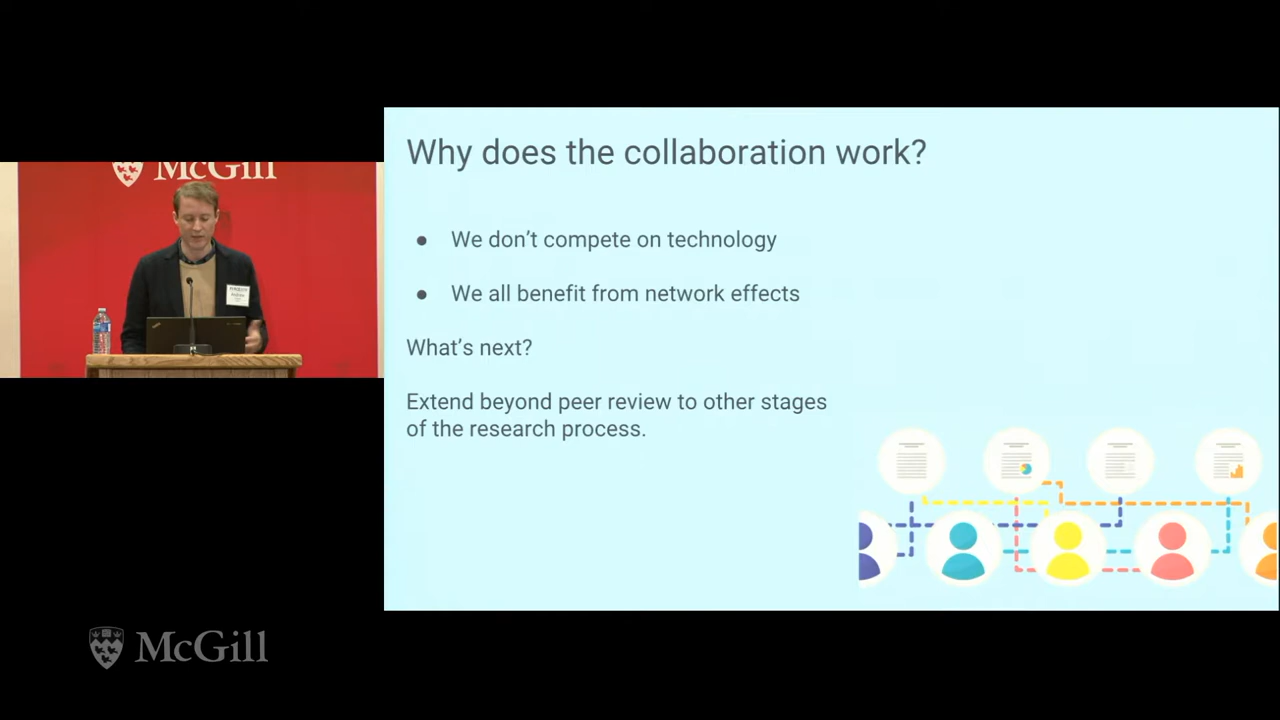 McGill
Why does the collaboration work?
● We don't compete on technology
● We all benefit from network effects
What's next?
Extend beyond peer review to other stages
of the research process.
McGill